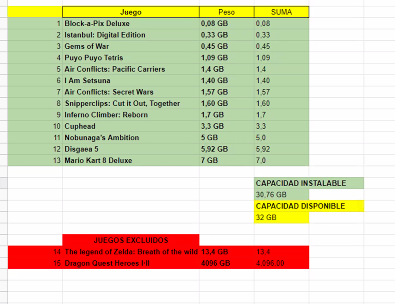 Juego Peso SUMA
1 Block-a-Pix Deluxe 0,08 GB 0,08
2 Istanbul: Digital Edition 0,33 GB 0,33
3 Gems of War 0,45 GB 0,45
4 Puyo Puyo Tetris 1,09 GB 1,09
5 Air Conflicts: Pacific Carriers 1,4 GB 1,4
6 I Am Setsuna 1,40 GB 1,40
7 Air Conflicts: Secret Wars 1,57 GB 1,57
8 Snipperclips: Cut it Out, Together 1,60 GB 1,60
9 Inferno Climber: Reborn 1,7 GB 1,7
10 Cuphead 3,3 GB 3,3
11 Nobunaga's Ambition 5 GB 5,0
12 Disgaea 5 5,92 GB 5,92
13 Mario Kart 8 Deluxe 7 GB 7,0
CAPACIDAD INSTALABLE
30,76 GB
CAPACIDAD DISPONIBLE
32 GB
JUEGOS EXCLUIDOS
14 The legend of Zelda: Breath of the wild 13,4 GB 13,4
15 Dragon Quest Heroes I-II 4096 GB 4.096,00